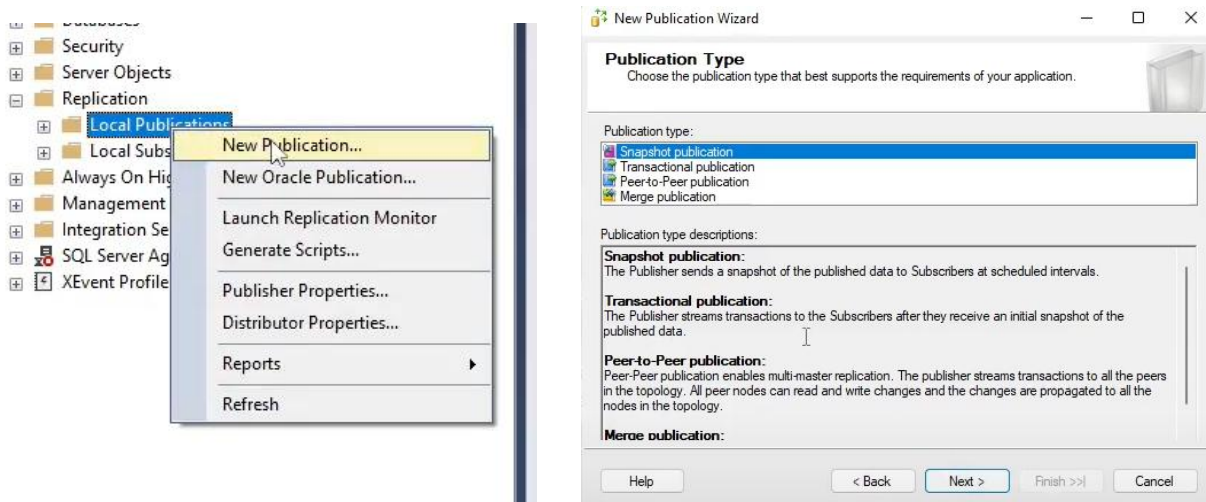 Security
Server Objects
Replication
Local Publications
New Publication...
Local Subs
New Oracle Publication...
Always On Hig
Management
Launch Replication Monitor
Integration Se
Generate Scripts...
SQL Server Ag
XEvent Profile
Publisher Properties...
Distributor Properties...
Reports
Refresh
New Publication Wizard
Publication Type
Choose the publication type that best supports the requirements of your application.
Publication type:
Snapshot publication
Transactional publication
Peer-to-Peer publication
Merge publication
Publication type descriptions:
Snapshot publication:
The Publisher sends a snapshot of the published data to Subscribers at scheduled intervals.
Transactional publication:
The Publisher streams transactions to the Subscribers after they receive an initial snapshot of the
published data.
Peer-to-Peer publication:
Peer-Peer publication enables multi-master replication. The publisher streams transactions to all the peers
in the topology. All peer nodes can read and write changes and the changes are propagated to all the
nodes in the topology.
Merge publication:
Help
< Back
Next >
Finish >>|
Cancel